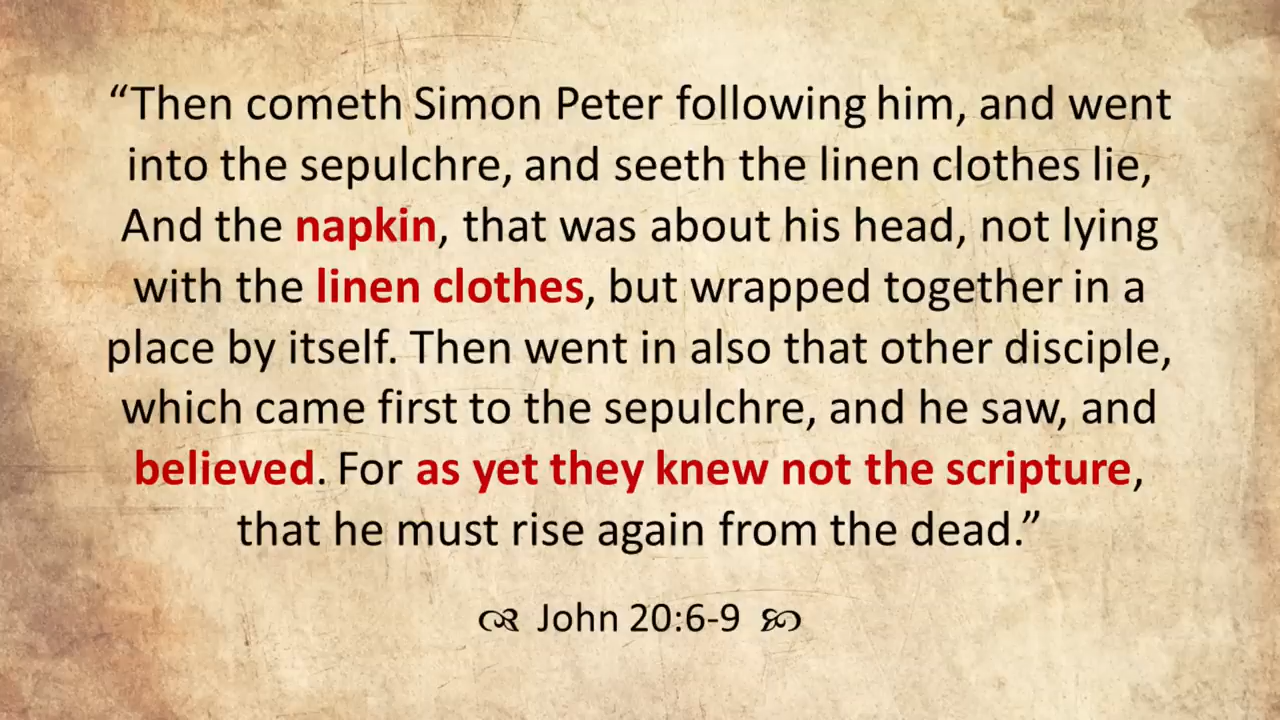 “Then cometh Simon Peter following him, and went
into the sepulchre, and seeth the linen clothes lie,
And the napkin, that was about his head, not lying
with the linen clothes, but wrapped together in a
place by itself. Then went in also that other disciple,
which came first to the sepulchre, and he saw, and
believed. For as yet they knew not the scripture,
that he must rise again from the dead.”
John 20:6-9